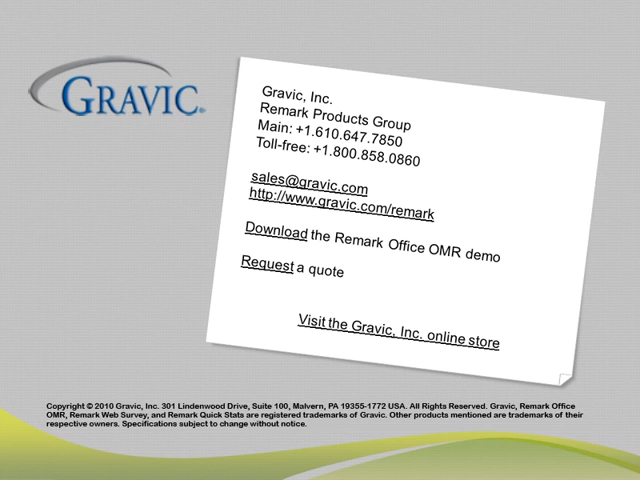 GRAVIC®
Gravic, Inc.
Remark Products Group
Main: +1.610.647.7850
Toll-free: +1.800.858.0860
sales@gravic.com
http://www.gravic.com/remark
Download the Remark Office OMR demo
Request a quote
Visit the Gravic, Inc. online store
Copyright © 2010 Gravic, Inc. 301 Lindenwood Drive, Suite 100, Malvern, PA 19355-1772 USA. All Rights Reserved. Gravic, Remark Office
OMR, Remark Web Survey, and Remark Quick Stats are registered trademarks of Gravic. Other products mentioned are trademarks of their
respective owners. Specifications subject to change without notice.